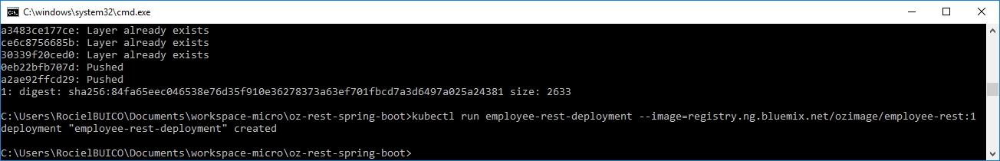 C:\windows\system32\cmd.exe
a3483ce177ce: Layer already exists
ce6c8756685b: Layer already exists
30339f20ced0: Layer already exists
0eb22bfb707d: Pushed
a2ae92ffcd29: Pushed
1: digest: sha256:84fa65eec046538e76d35f910e36278373a63ef701fbcd7a3d6497a025a24381 size: 2633
C:\Users\RocielBUICO\Documents\workspace-micro\oz-rest-spring-boot>kubectl run employee-rest-deployment --image=registry.ng.bluemix.net/ozimage/employee-rest:1
deployment "employee-rest-deployment" created
C:\Users\RocielBUICO\Documents\workspace-micro\oz-rest-spring-boot>